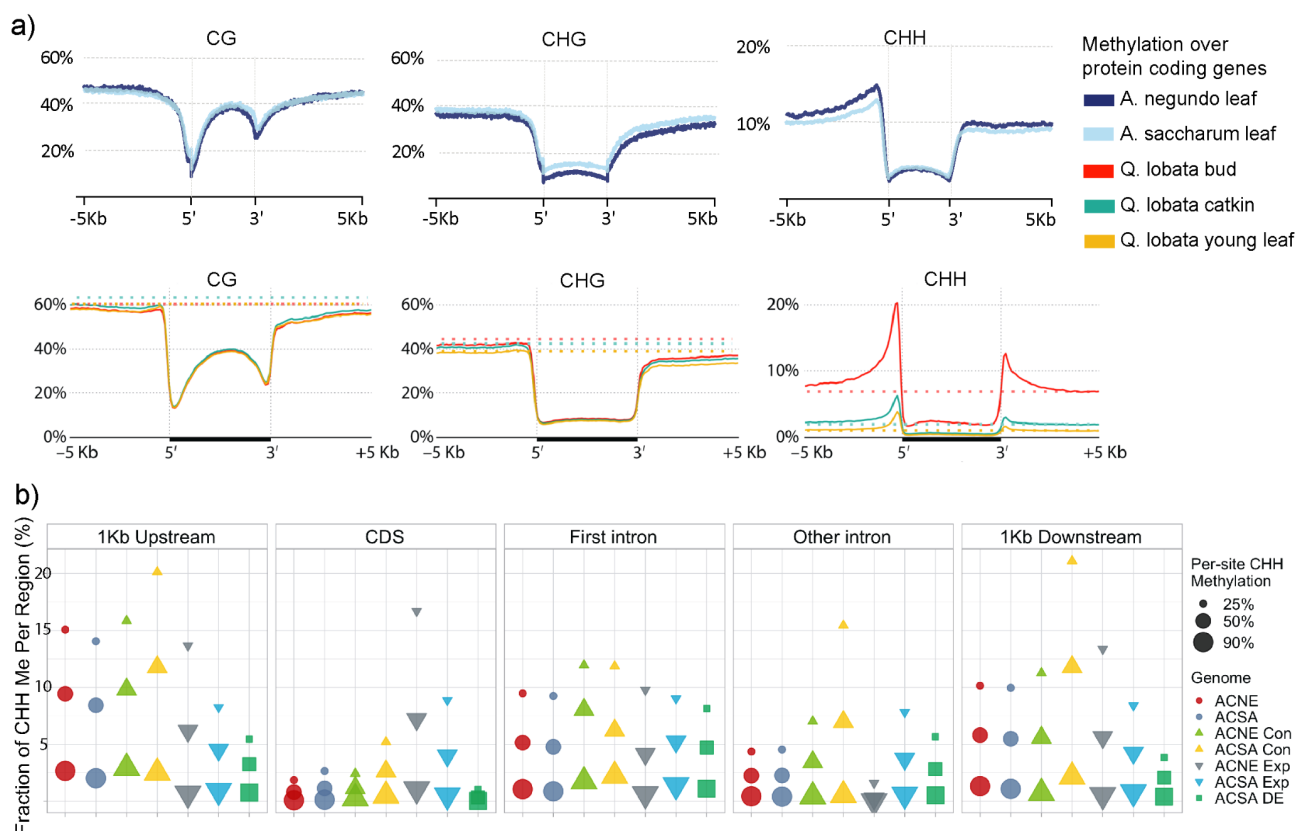 a)
CG
CHG
CHH
60%
40%
20%
-5Kb
5'
3'
5Kb
60%
40%
20%
-5Kb
5'
3'
5Kb
20%
10%
-5Kb
5'
3'
5Kb
Methylation over
protein coding genes
A. negundo leaf
A. saccharum leaf
Q. lobata bud
Q. lobata catkin
Q. lobata young leaf
CG
CHG
CHH
60%
40%
20%
0%
−5 Kb
5′
3′
+5 Kb
60%
40%
20%
0%
−5 Kb
5′
3′
+5 Kb
20%
10%
0%
−5 Kb
5′
3′
+5 Kb
b)
Fraction of CHH Me Per Region (%)
1Kb Upstream
CDS
First intron
Other intron
1Kb Downstream
20
15
10
5
Per-site CHH
Methylation
25%
50%
90%
Genome
ACNE
ACSA
ACNE Con
ACSA Con
ACNE Exp
ACSA Exp
ACSA DE